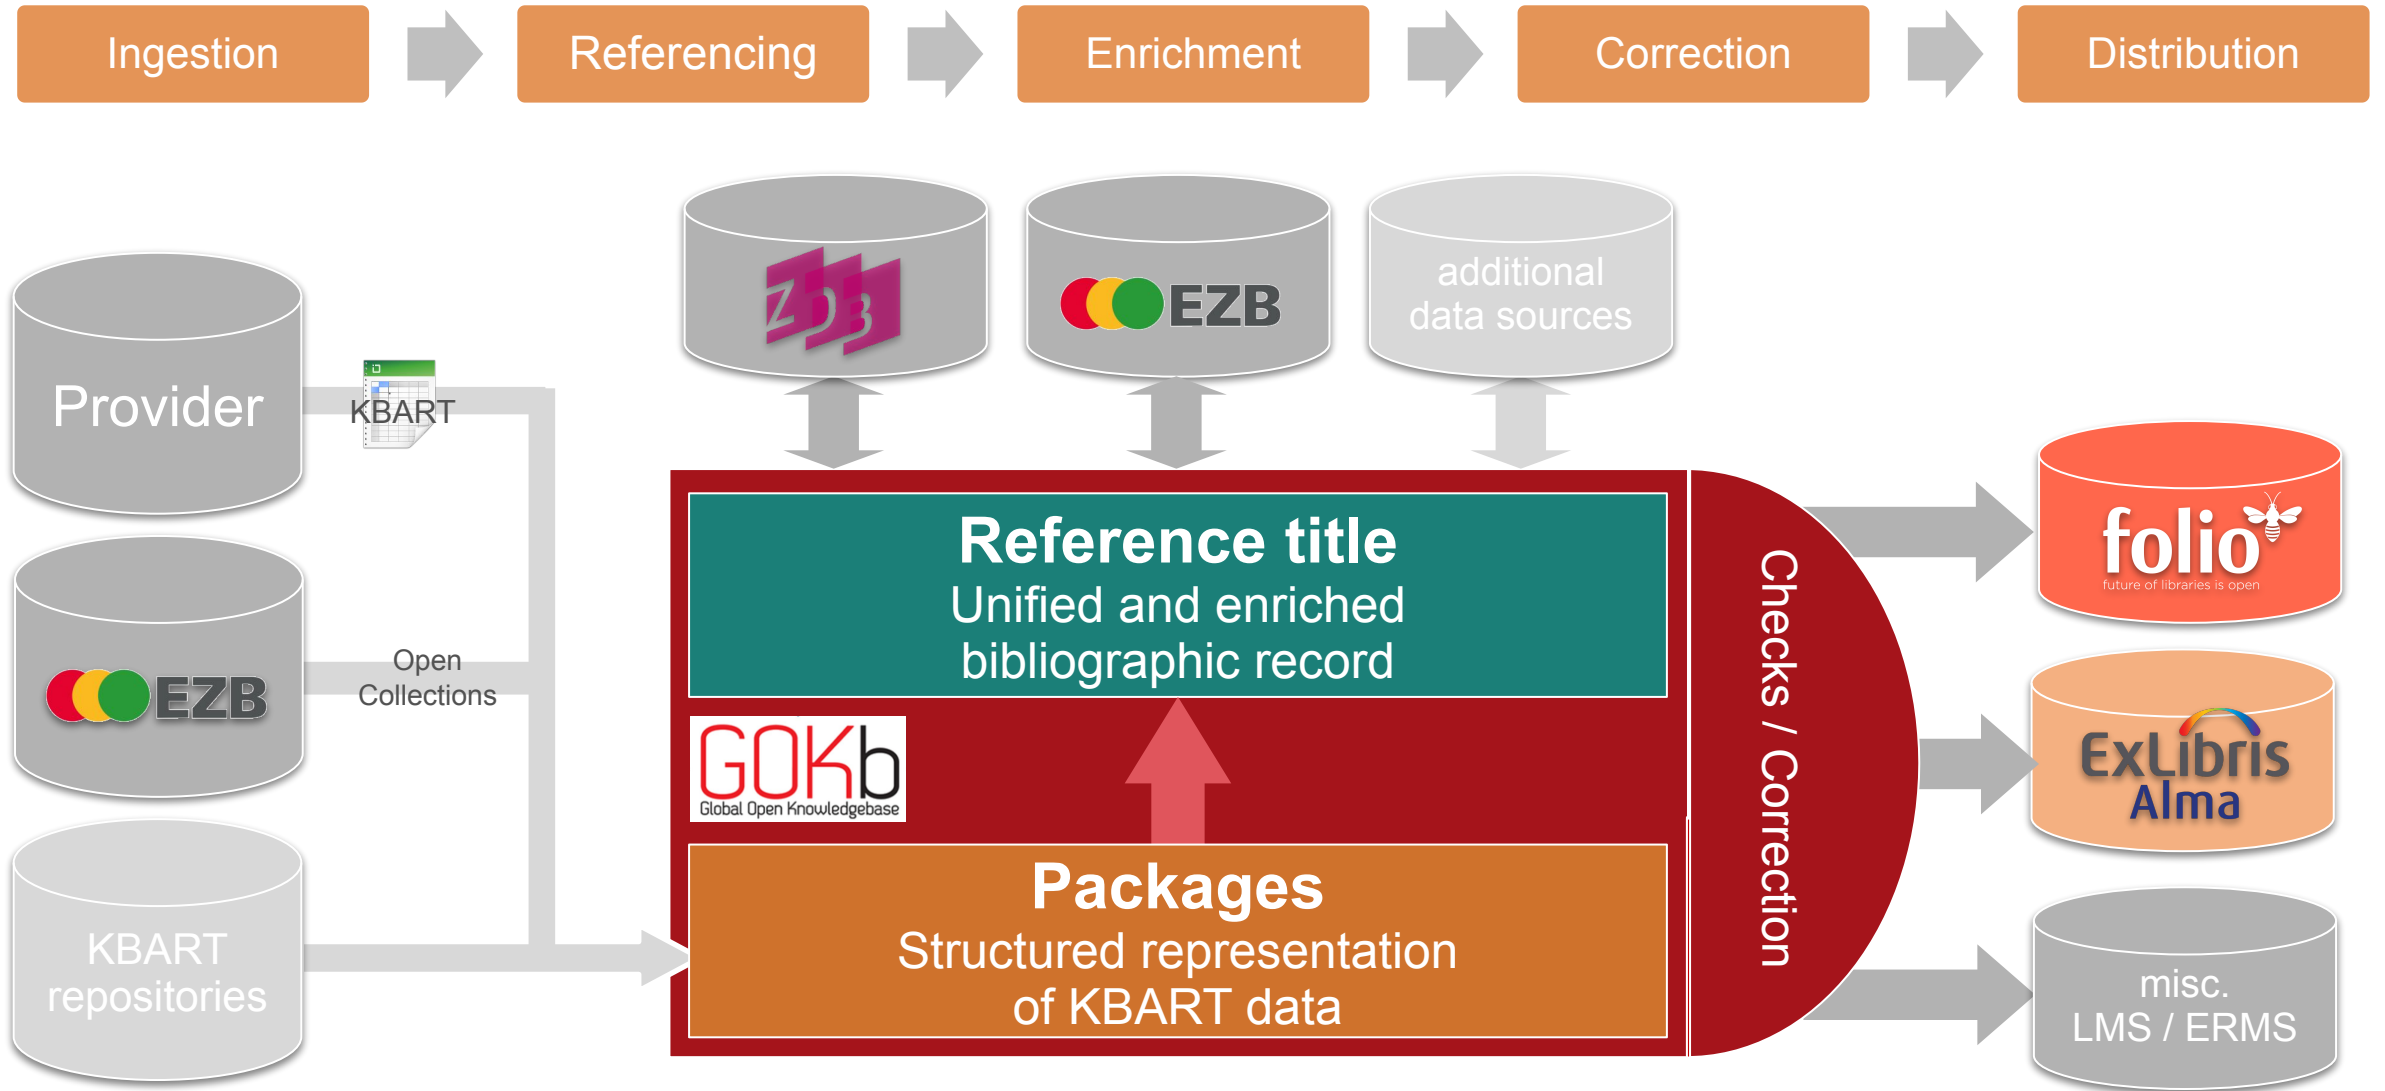 Ingestion
Referencing
Enrichment
Correction
Distribution
ZDB
EZB
additional
data sources
Provider
KBART
EZB
Open
Collections
KBART
repositories
Reference title
Unified and enriched
bibliographic record
GOKb
Global Open Knowledgebase
Packages
Structured representation
of KBART data
Checks / Correction
folio
future of libraries is open
ExLibris
Alma
misc.
LMS / ERMS